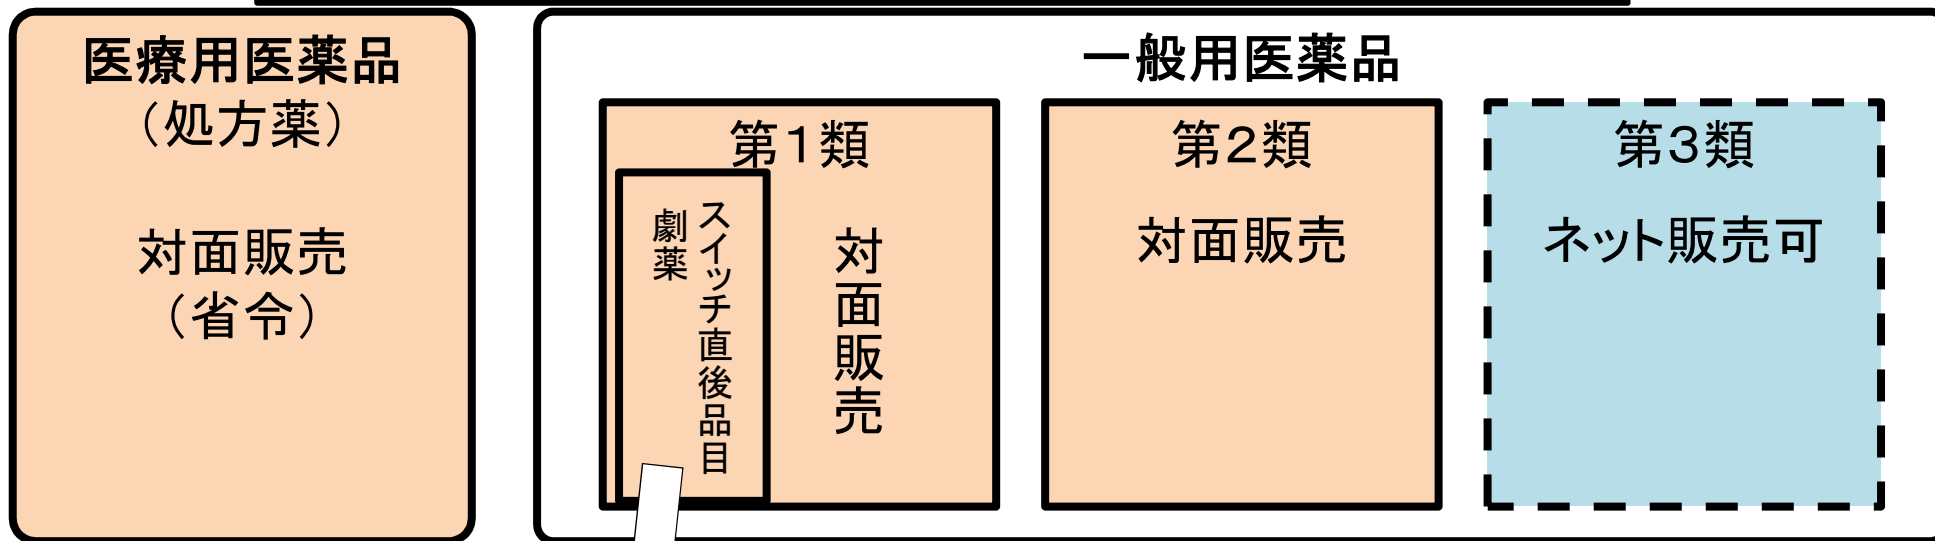 医療用医薬品
（処方薬）
対面販売
（省令）
一般用医薬品
第１類
スイッチ直後品目
劇薬
対面販売
第２類
対面販売
第３類
ネット販売可